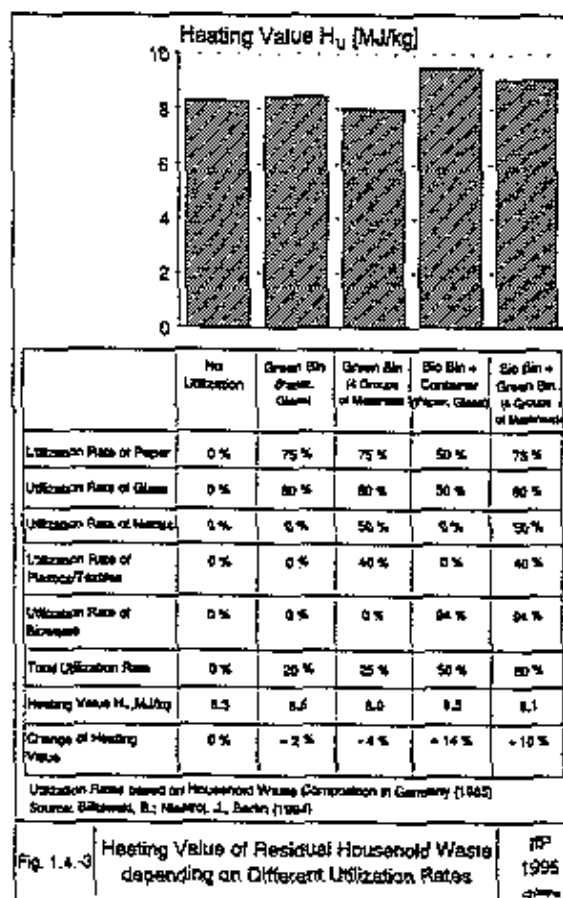 Heating Value Hu [MJ/kg]
10
8
6
4
2
0
No Utilization | Green Bin (Paper, Glass) | Green Bin (4 Groups of Materials) | Bio Bin + Container (Paper, Glass) | Bio Bin + Green Bin (4 Groups of Materials)
Utilization Rate of Paper 0 % 75 % 75 % 50 % 75 %
Utilization Rate of Glass 0 % 80 % 80 % 50 % 80 %
Utilization Rate of Metals 0 % 0 % 50 % 0 % 50 %
Utilization Rate of Plastics/Textiles 0 % 0 % 40 % 0 % 40 %
Utilization Rate of Biowaste 0 % 0 % 0 % 94 % 94 %
Total Utilization Rate 0 % 20 % 25 % 50 % 60 %
Heating Value Hu, MJ/kg 8.3 8.5 8.0 9.5 9.1
Change of Heating Value 0 % + 2 % - 4 % + 14 % + 10 %
Utilization Rates based on Household Waste Composition in Germany (1985)
Source: Bilitewski, B.; J., Berlin (1994)
Fig. 1.4.-3
Heating Value of Residual Household Waste
depending on Different Utilization Rates
1995